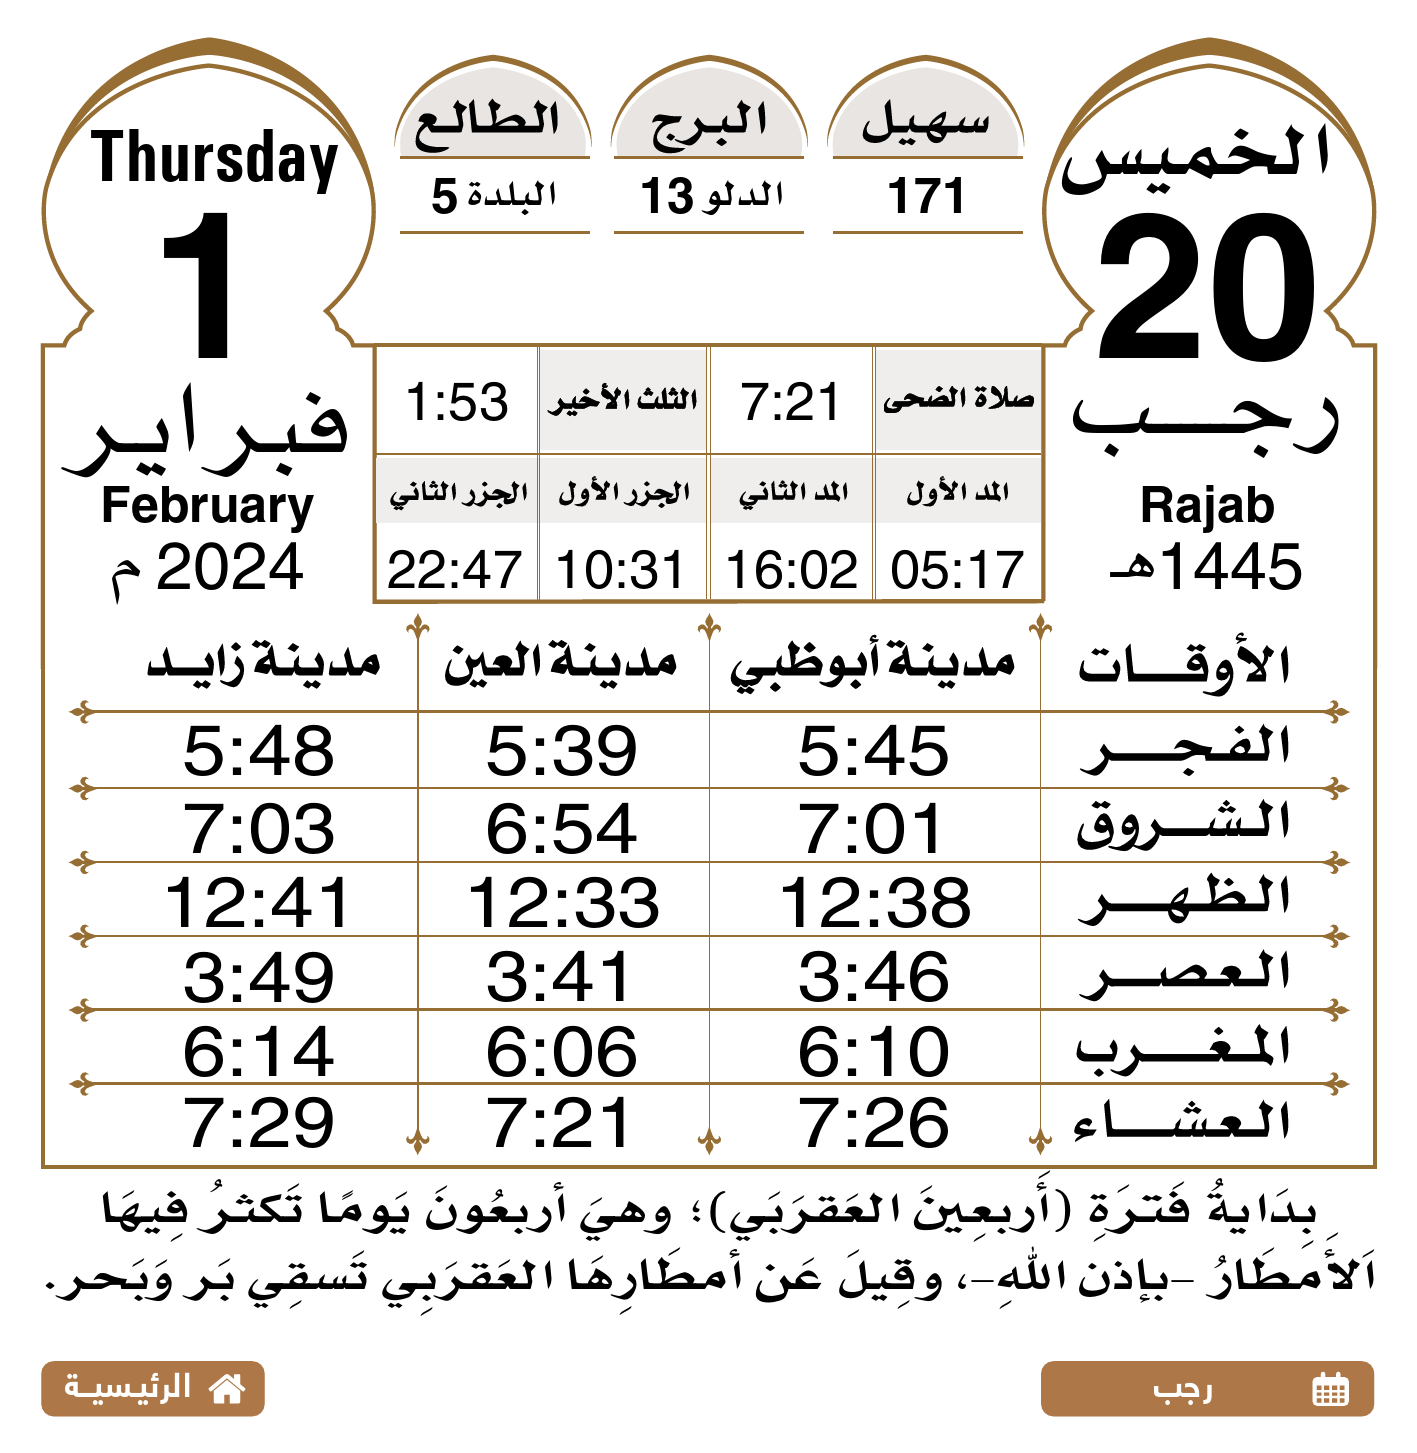 الخميس
20
رجب
Rajab
1445هـ
سهيل
171
البرج
الدلو 13
الطالع
البلدة 5
Thursday
1
فبراير
February
2024 م
صلاة الضحى 7:21 الثلث الأخير 1:53
المد الأول المد الثاني الجزر الأول الجزر الثاني
05:17 16:02 10:31 22:47
الأوقات مدينة أبوظبي مدينة العين مدينة زايد
الفجر 5:45 5:39 5:48
الشروق 7:01 6:54 7:03
الظهر 12:38 12:33 12:41
العصر 3:46 3:41 3:49
المغرب 6:10 6:06 6:14
العشاء 7:26 7:21 7:29
بِدَايةُ فَترَةِ (أَربعِينَ العَقرَبَي)؛ وهيَ أربعُونَ يَومًا تَكثرُ فِيهَا
اَلأَمطَارُ -بإذن اللهِ-، وقِيلَ عَن أمطَارِهَا العَقرَبِي تَسقِي بَر وَبَحر.
رجب
الرئيسية